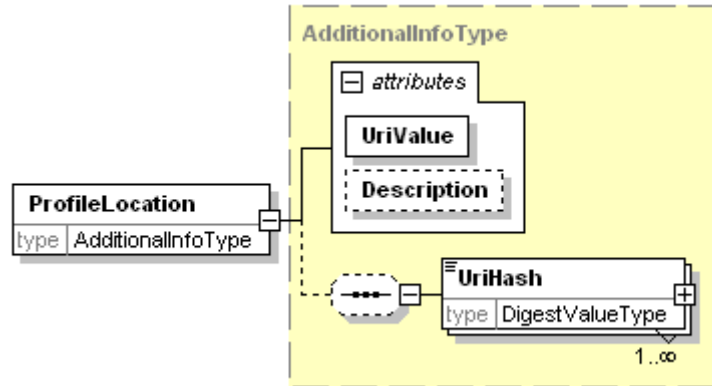 AdditionalInfoType
attributes
UriValue
Description
ProfileLocation
type AdditionalInfoType
UriHash
type DigestValueType
1..∞